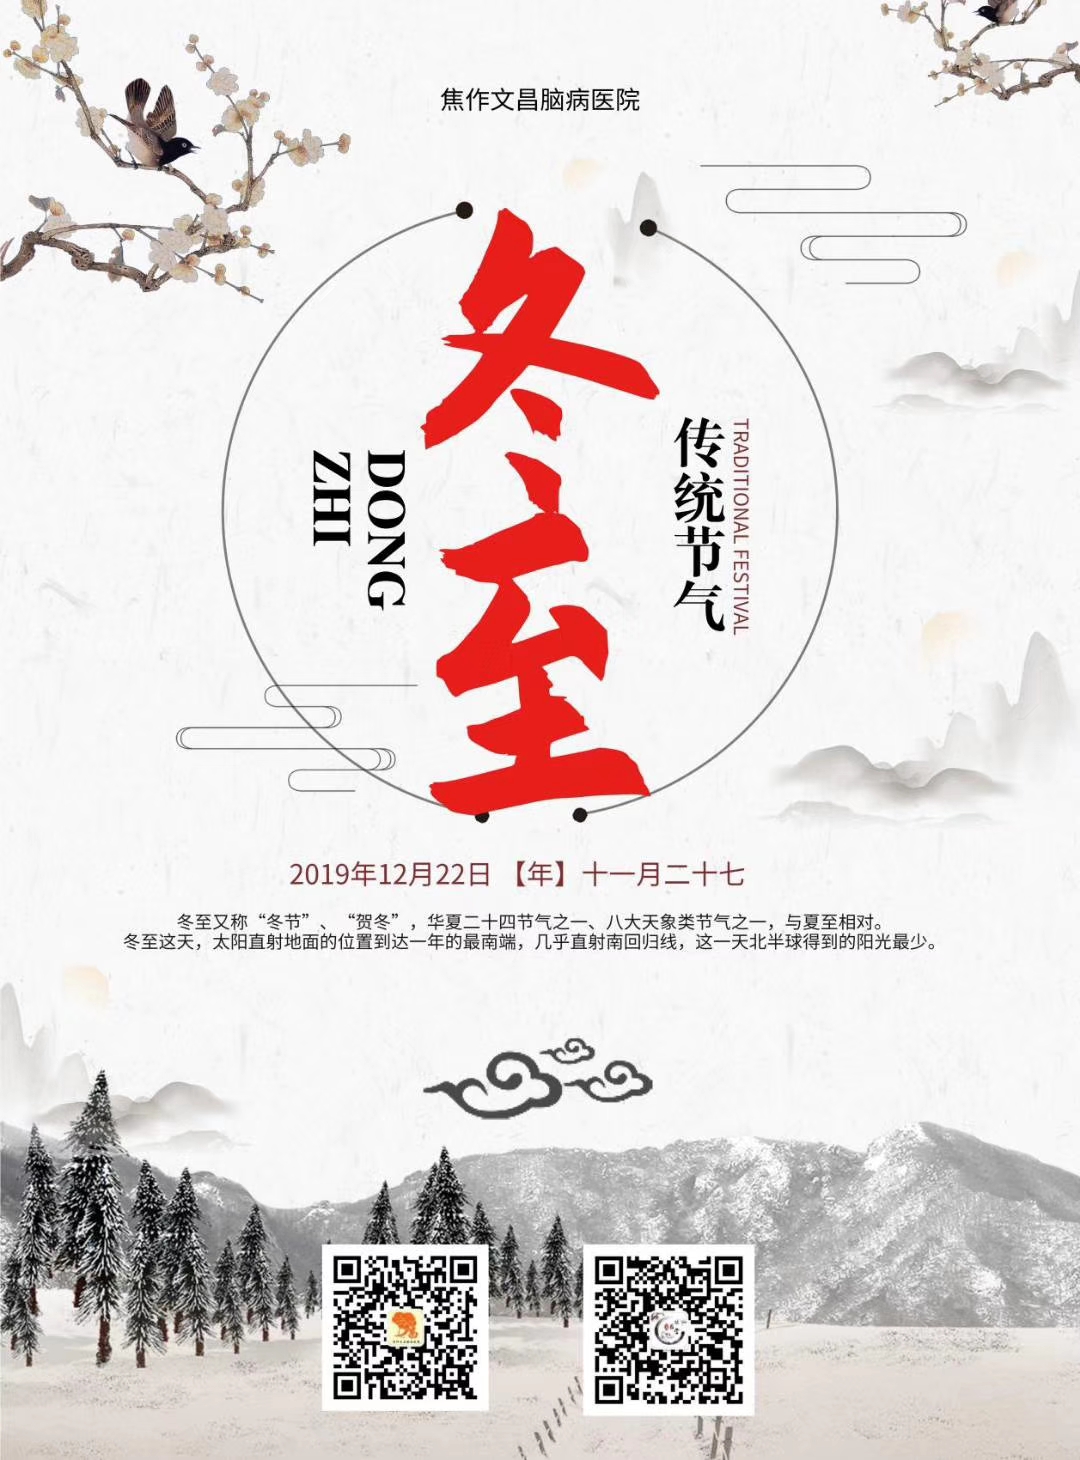 焦作文昌脑病医院
冬至
DONG
ZHI
传统节气
TRADITIONAL FESTIVAL
2019年12月22日 【年】十一月二十七
冬至又称“冬节”、“贺冬”，华夏二十四节气之一、八大天象类节气之一，与夏至相对。
冬至这天，太阳直射地面的位置到达一年的最南端，几乎直射南回归线，这一天北半球得到的阳光最少。